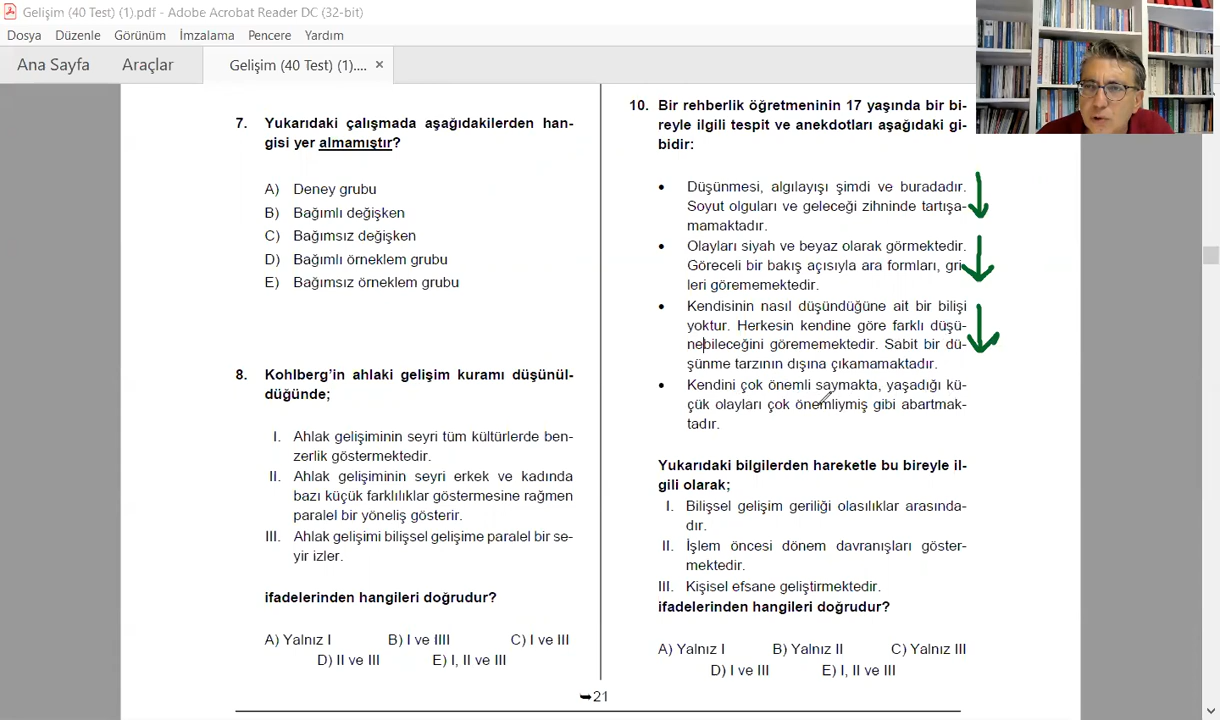 Gelişim (40 Test) (1).pdf - Adobe Acrobat Reader DC (32-bit)
Dosya Düzenle Görünüm İmzalama Pencere Yardım
Ana Sayfa Araçlar Gelişim (40 Test) (1).... ×
7. Yukarıdaki çalışmada aşağıdakilerden han-
gisi yer almamıştır?
A) Deney grubu
B) Bağımlı değişken
C) Bağımsız değişken
D) Bağımlı örneklem grubu
E) Bağımsız örneklem grubu
8. Kohlberg’in ahlaki gelişim kuramı düşünül-
düğünde;
I. Ahlak gelişiminin seyri tüm kültürlerde ben-
zerlik göstermektedir.
II. Ahlak gelişiminin seyri erkek ve kadında
bazı küçük farklılıklar göstermesine rağmen
paralel bir yöneliş gösterir.
III. Ahlak gelişimi bilişsel gelişime paralel bir se-
yir izler.
ifadelerinden hangileri doğrudur?
A) Yalnız I B) I ve IIII C) I ve III
D) II ve III E) I, II ve III
10. Bir rehberlik öğretmeninin 17 yaşında bir bi-
reyle ilgili tespit ve anekdotları aşağıdaki gi-
bidir:
• Düşünmesi, algılayışı şimdi ve buradadır.
Soyut olguları ve geleceği zihninde tartışa-
mamaktadır.
• Olayları siyah ve beyaz olarak görmektedir.
Göreceli bir bakış açısıyla ara formları, gri-
leri görememektedir.
• Kendisinin nasıl düşündüğüne ait bir bilişi
yoktur. Herkesin kendine göre farklı düşü-
nebileceğini görememektedir. Sabit bir dü-
şünme tarzının dışına çıkamamaktadır.
• Kendini çok önemli saymakta, yaşadığı kü-
çük olayları çok önemliymiş gibi abartmak-
tadır.
Yukarıdaki bilgilerden hareketle bu bireyle il-
gili olarak;
I. Bilişsel gelişim geriliği olasılıklar arasında-
dır.
II. İşlem öncesi dönem davranışları göster-
mektedir.
III. Kişisel efsane geliştirmektedir.
ifadelerinden hangileri doğrudur?
A) Yalnız I B) Yalnız II C) Yalnız III
D) I ve III E) I, II ve III
➥21